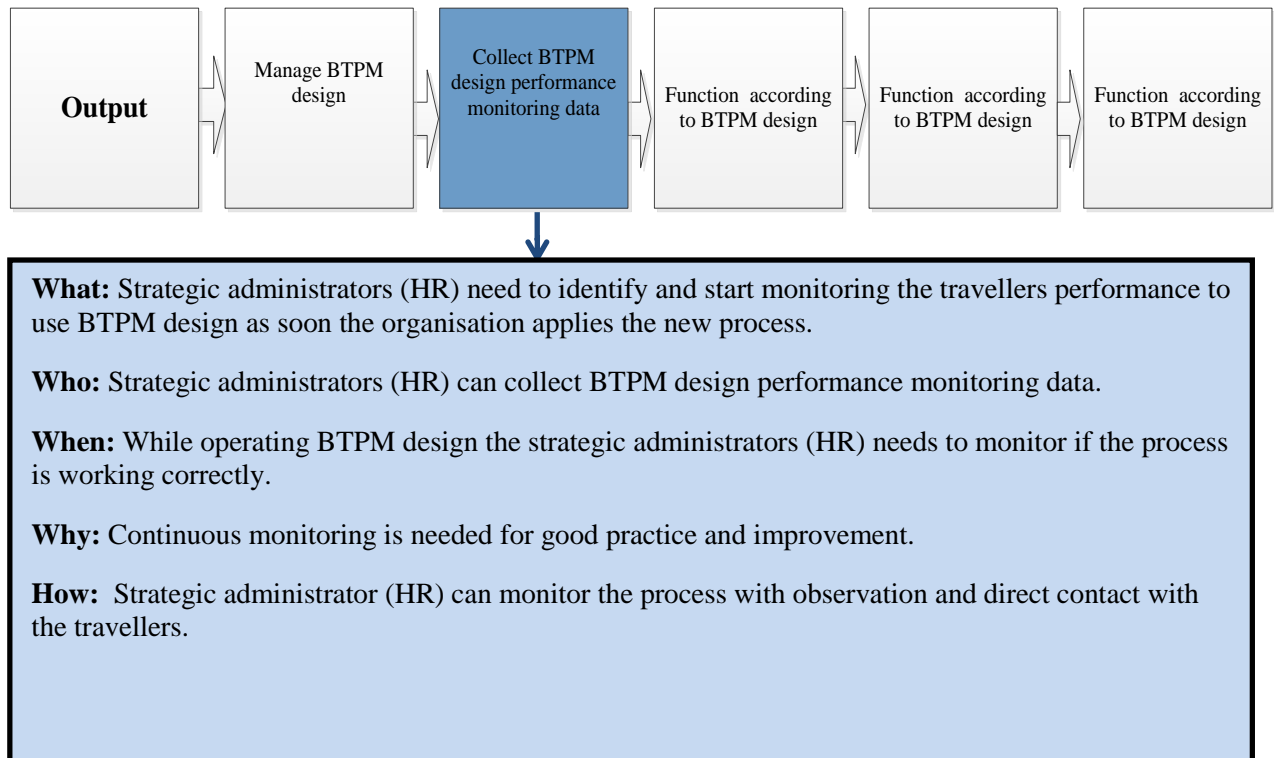 Output
Manage BTPM
design
Collect BTPM
design performance
monitoring data
Function according
to BTPM design
Function according
to BTPM design
Function according
to BTPM design
What: Strategic administrators (HR) need to identify and start monitoring the travellers performance to
use BTPM design as soon the organisation applies the new process.
Who: Strategic administrators (HR) can collect BTPM design performance monitoring data.
When: While operating BTPM design the strategic administrators (HR) needs to monitor if the process
is working correctly.
Why: Continuous monitoring is needed for good practice and improvement.
How: Strategic administrator (HR) can monitor the process with observation and direct contact with
the travellers.